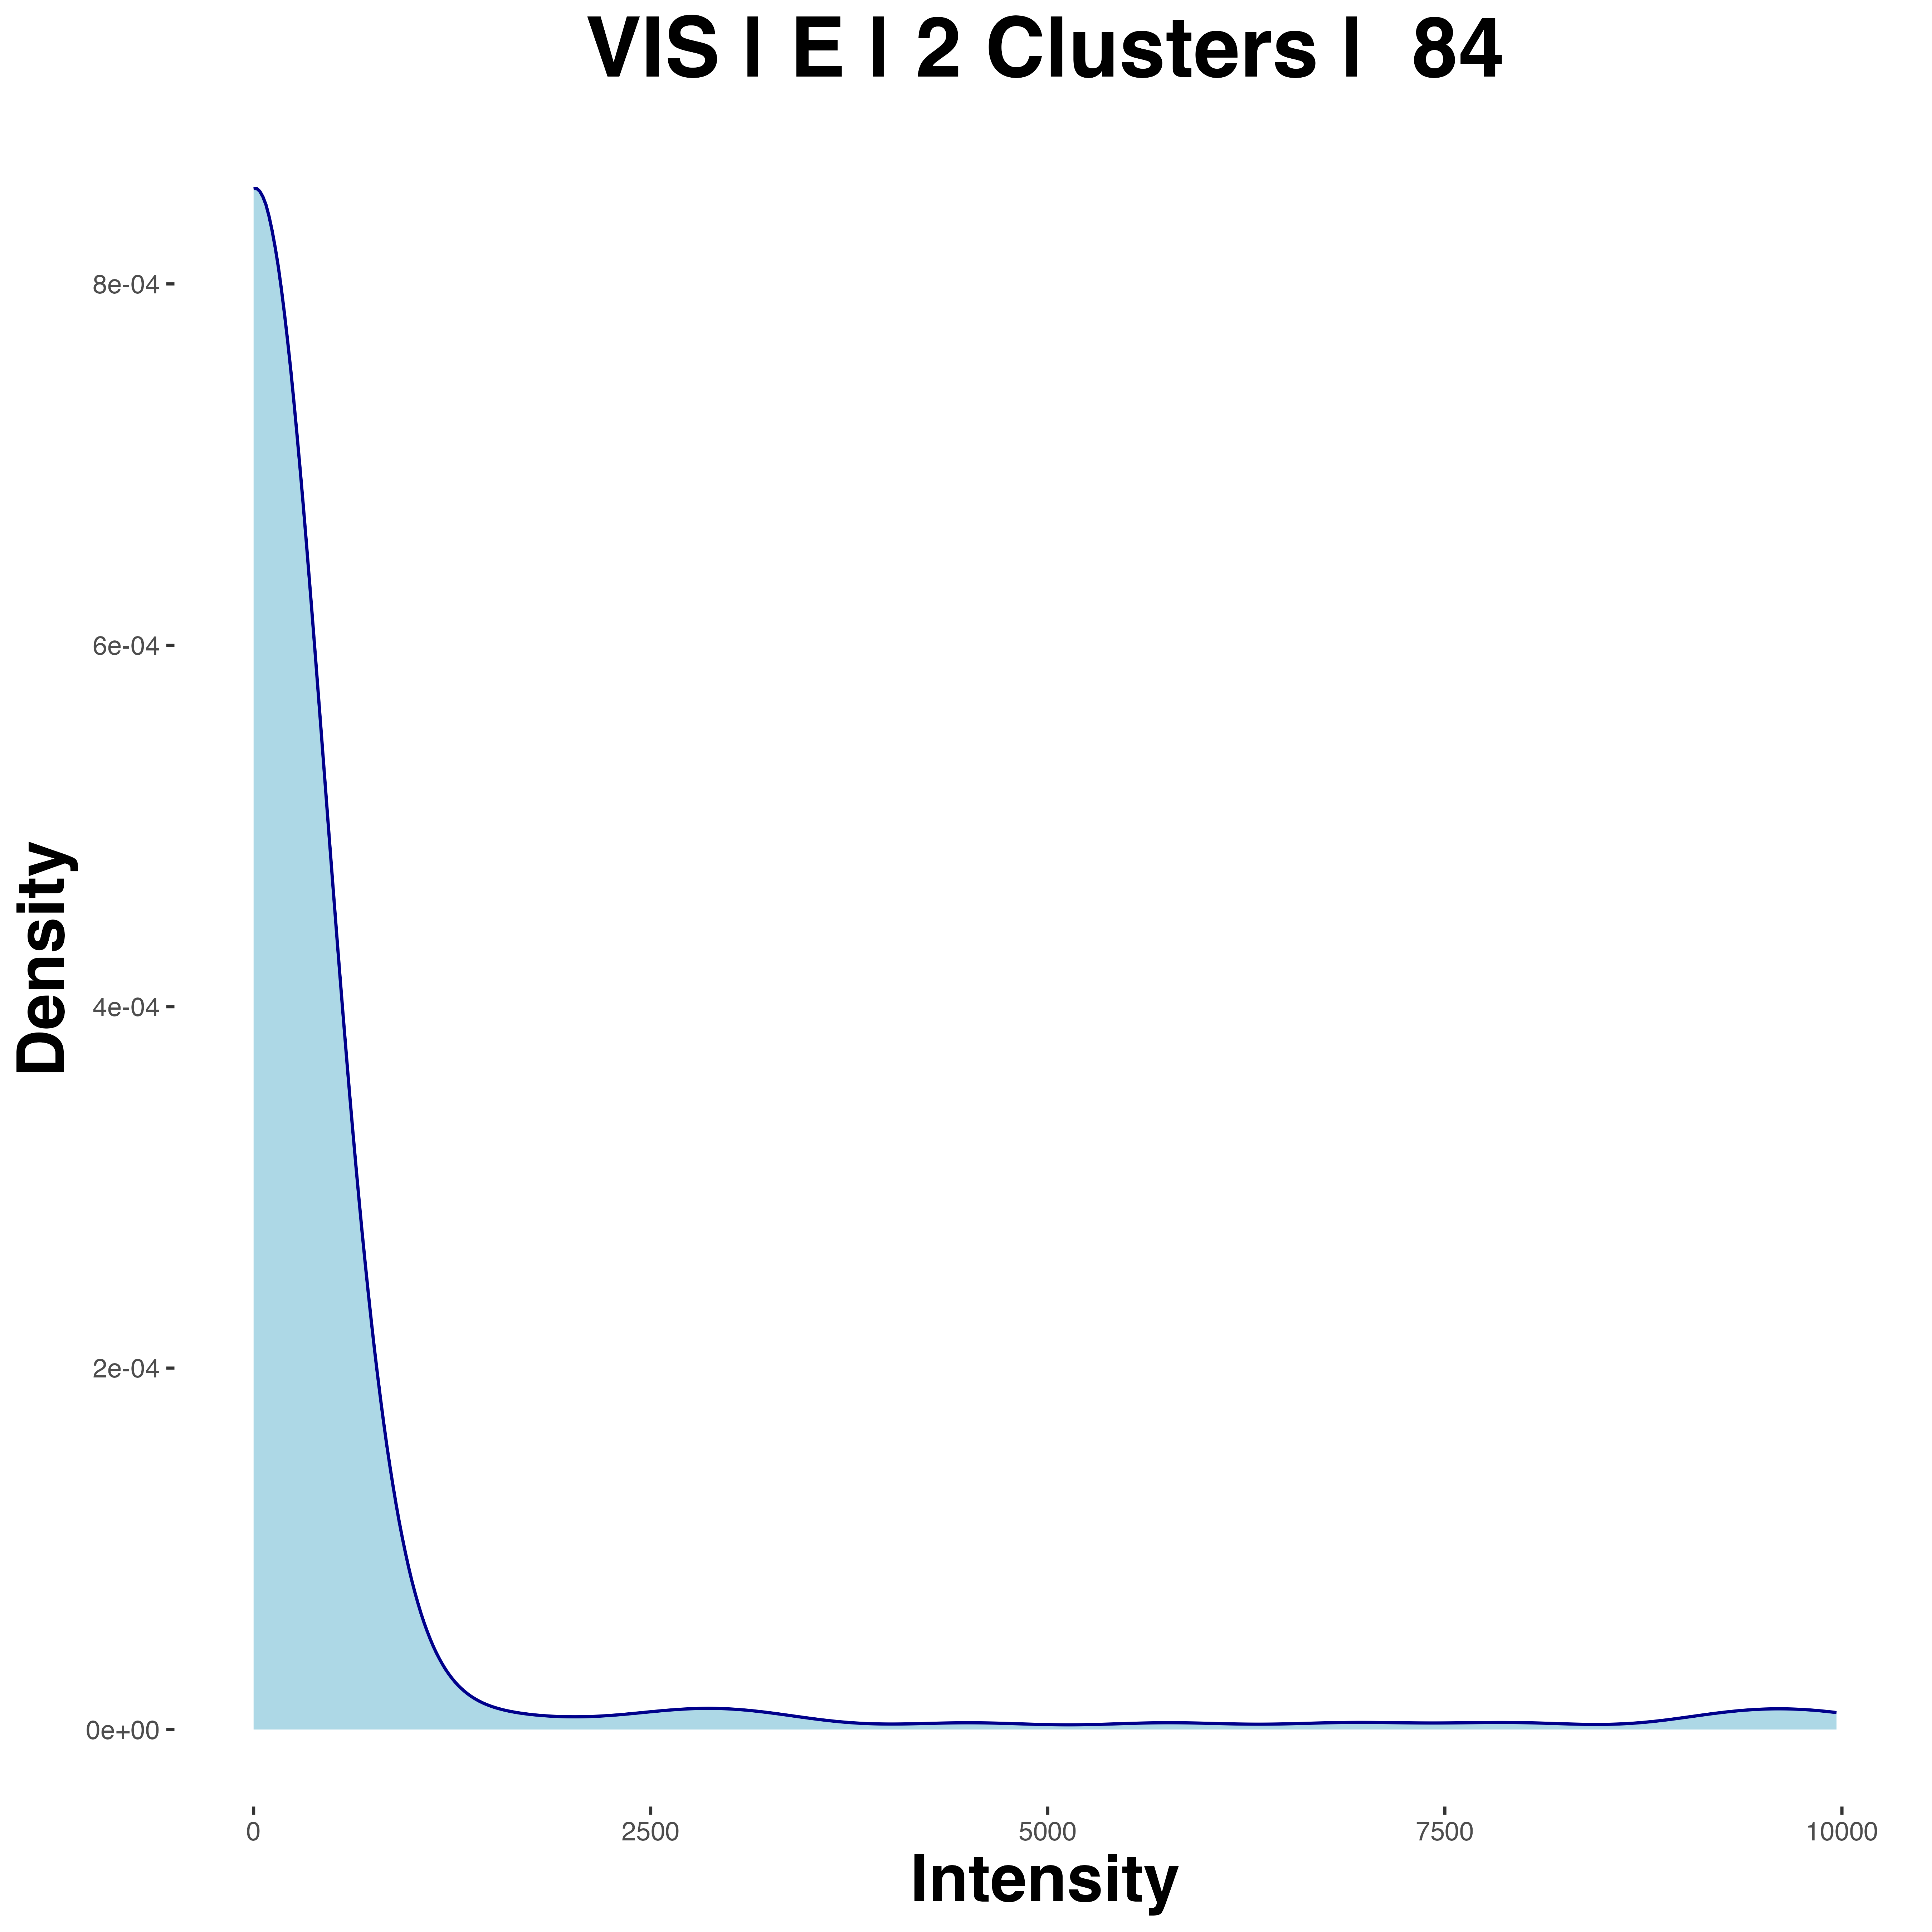 VIS | E | 2 Clusters |  84
8e-04
6e-04
4e-04
2e-04
0e+00
Density
0 2500 5000 7500 10000
Intensity